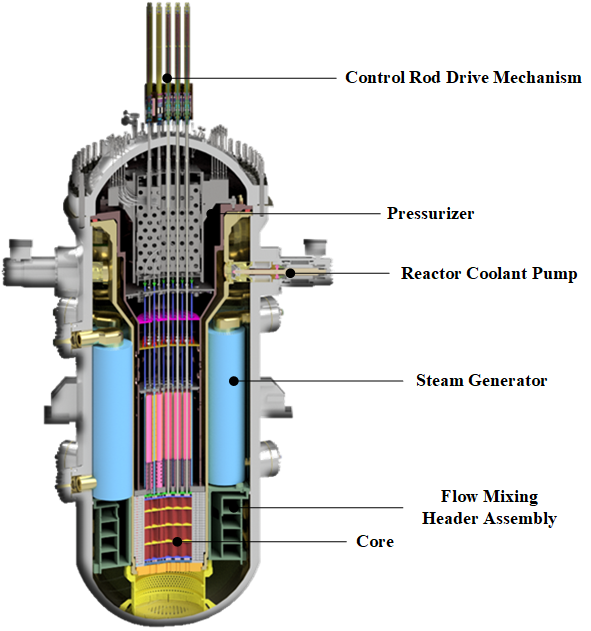 Control Rod Drive Mechanism
Pressurizer
Reactor Coolant Pump
Steam Generator
Flow Mixing
Header Assembly
Core